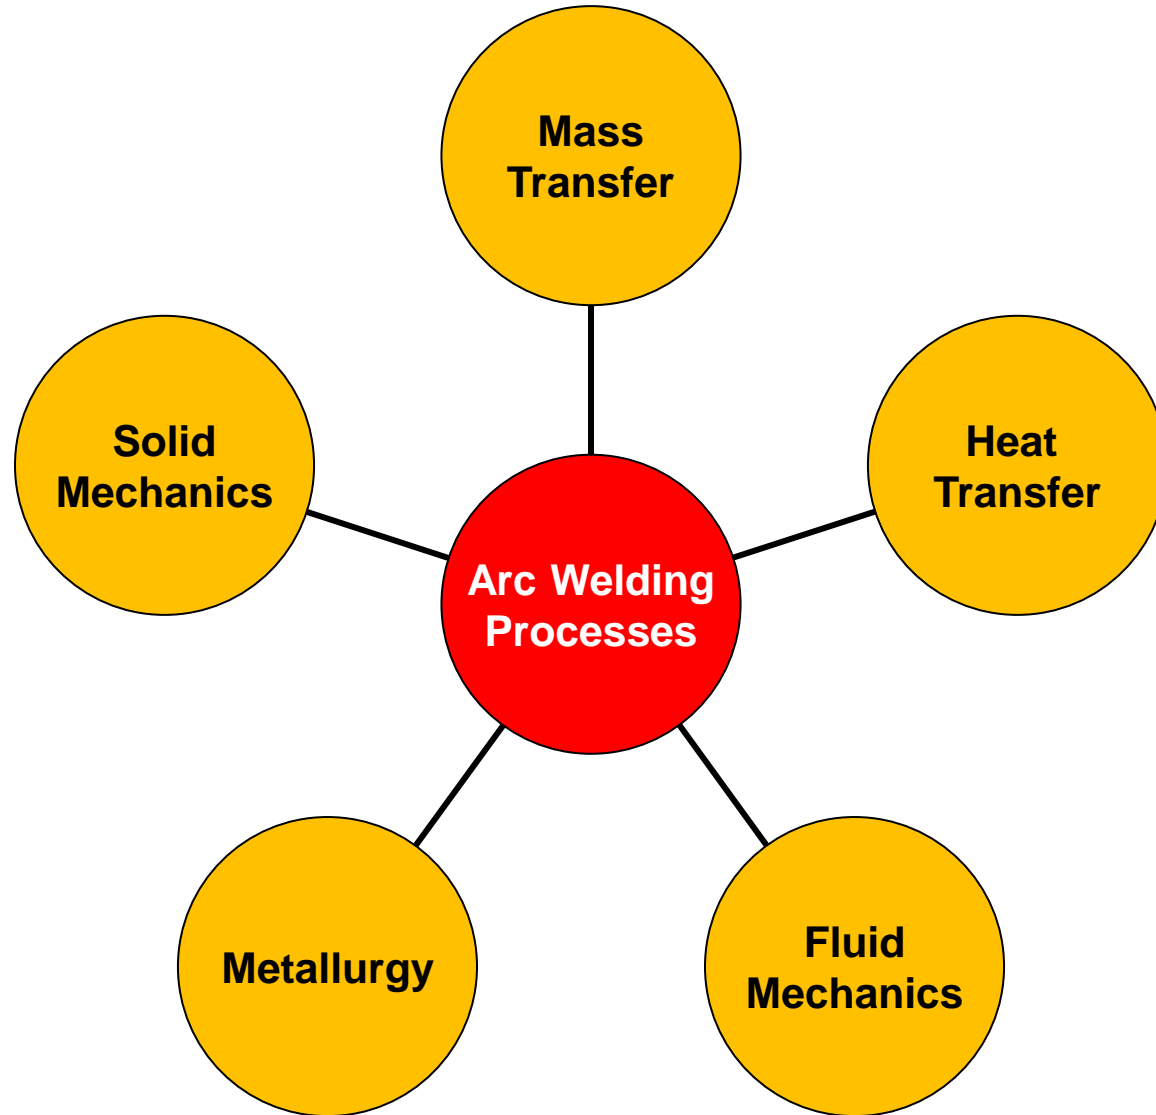 Mass
Transfer
Solid
Mechanics
Heat
Transfer
Arc Welding
Processes
Metallurgy
Fluid
Mechanics